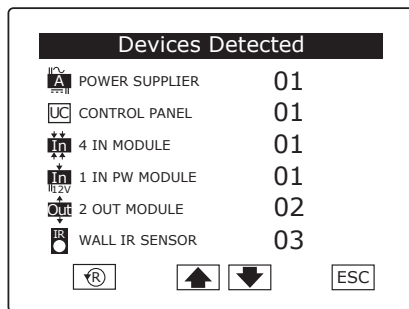 Devices Detected
A POWER SUPPLIER 01
UC CONTROL PANEL 01
In 4 IN MODULE 01
In 12V 1 IN PW MODULE 01
Out 2 OUT MODULE 02
IR WALL IR SENSOR 03
R ESC